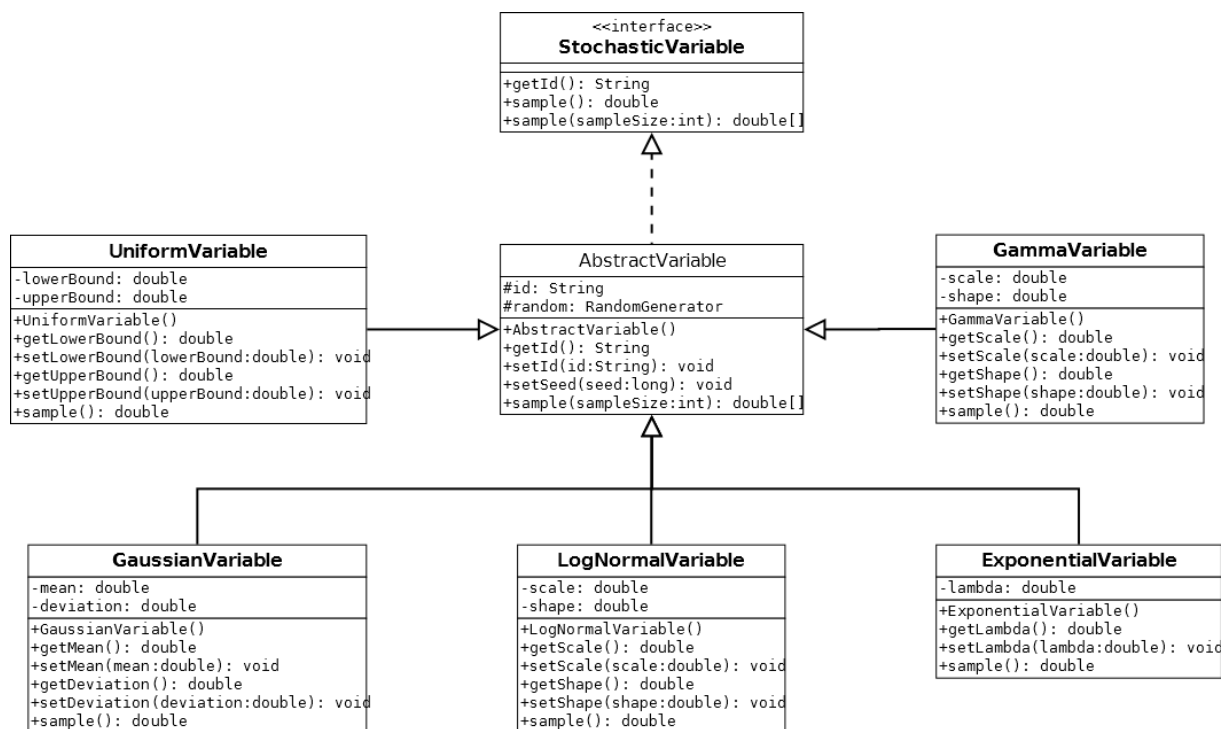 <<interface>>
StochasticVariable
+getId(): String
+sample(): double
+sample(sampleSize:int): double[]
UniformVariable
-lowerBound: double
-upperBound: double
+UniformVariable()
+getLowerBound(): double
+setLowerBound(lowerBound:double): void
+getUpperBound(): double
+setUpperBound(upperBound:double): void
+sample(): double
AbstractVariable
#id: String
#random: RandomGenerator
+AbstractVariable()
+getId(): String
+setId(id:String): void
+setSeed(seed:long): void
+sample(sampleSize:int): double[]
GammaVariable
-scale: double
-shape: double
+GammaVariable()
+getScale(): double
+setScale(scale:double): void
+getShape(): double
+setShape(shape:double): void
+sample(): double
GaussianVariable
-mean: double
-deviation: double
+GaussianVariable()
+getMean(): double
+setMean(mean:double): void
+getDeviation(): double
+setDeviation(deviation:double): void
+sample(): double
LogNormalVariable
-scale: double
-shape: double
+LogNormalVariable()
+getScale(): double
+setScale(scale:double): void
+getShape(): double
+setShape(shape:double): void
+sample(): double
ExponentialVariable
-lambda: double
+ExponentialVariable()
+getLambda(): double
+setLambda(lambda:double): void
+sample(): double